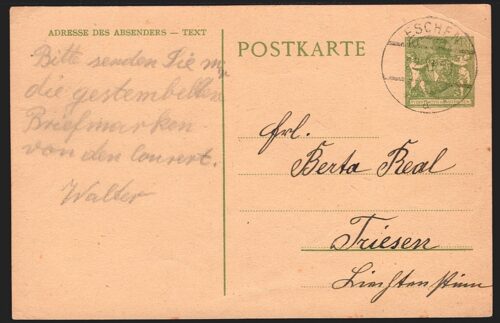 ADRESSE DES ABSENDERS — TEXT
Bitte senden Sie mir
die gestembelten
Briefmarken
von den Couvert.
Walter
POSTKARTE
ESCHEN
Frl.
Berta Real
Triesen
Liechtenstein